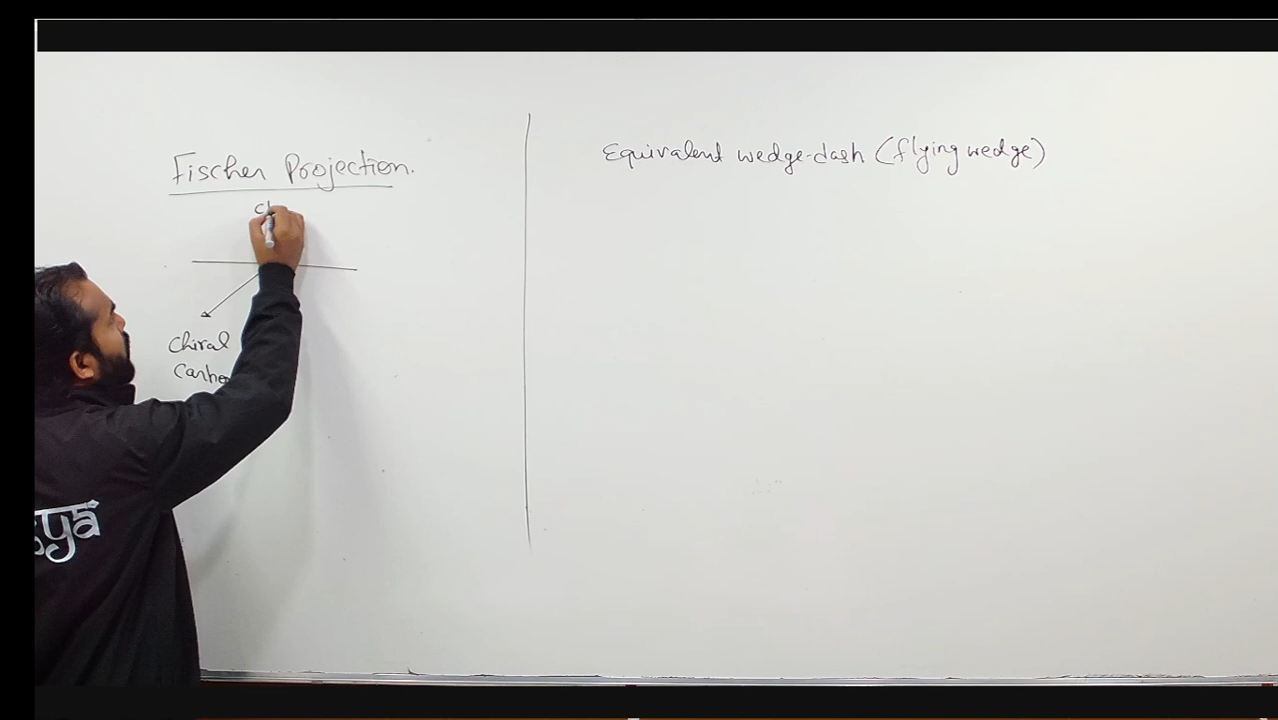 Fischer Projection.
Chiral
Equivalent wedge-dash (flying wedge)